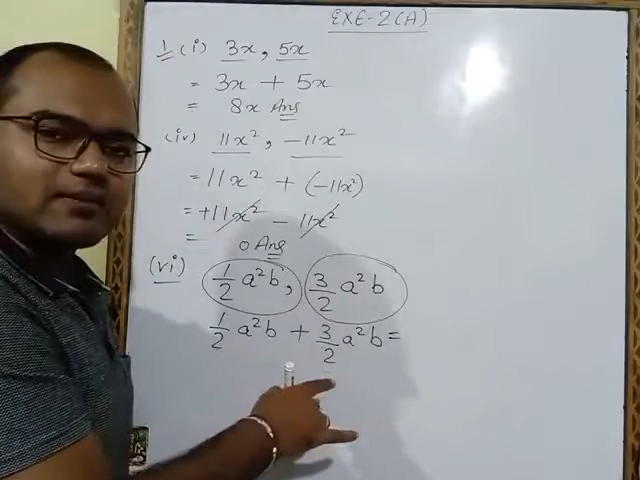 EXE-2(A)
1 (i) 3x, 5x
= 3x + 5x
= 8x Ans
(iv) 11x², -11x²
= 11x² + (-11x²)
= +11x² - 11x²
= 0 Ans
(vi) 1/2 a²b, 3/2 a²b
1/2 a²b + 3/2 a²b =